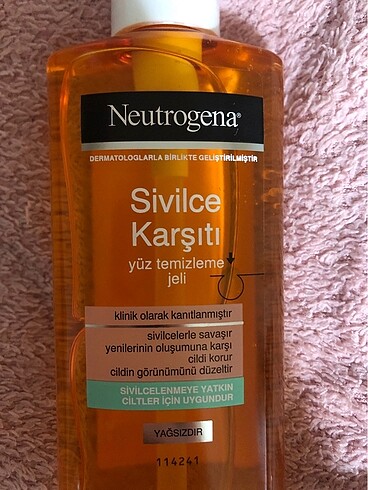 Neutrogena®
DERMATOLOGLARLA BİRLİKTE GELİŞTİRİLMİŞTİR
Sivilce
Karşıtı
yüz temizleme
jeli
klinik olarak kanıtlanmıştır
sivilcelerle savaşır
yenilerinin oluşumuna karşı
cildi korur
cildin görünümünü düzeltir
SİVİLCELENMEYE YATKIN
CİLTLER İÇİN UYGUNDUR
YAĞSIZDIR
114241